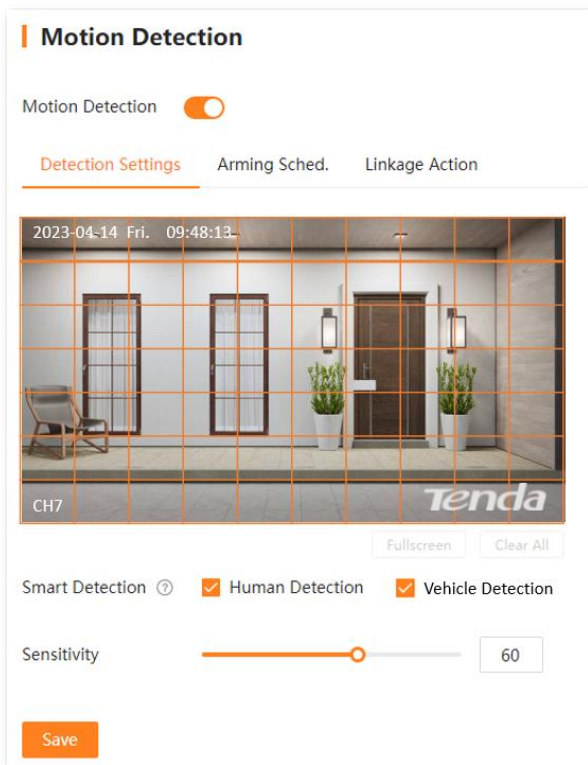 Motion Detection
Motion Detection
Detection Settings Arming Sched. Linkage Action
2023-04-14 Fri. 09:48:13
CH7
Tenda
Fullscreen Clear All
Smart Detection ? Human Detection Vehicle Detection
Sensitivity 60
Save